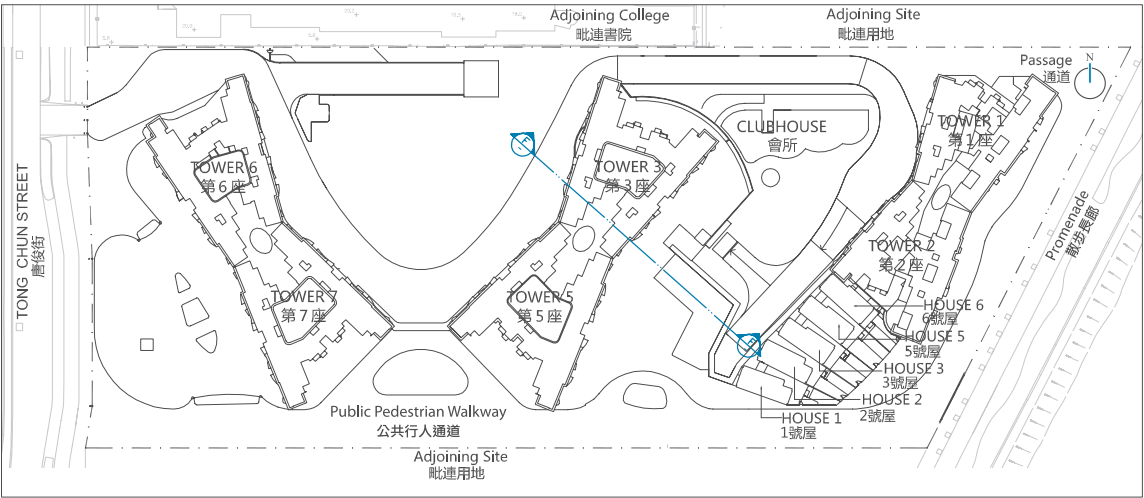 Adjoining College
毗連書院
Adjoining Site
毗連用地
Passage
通道
N
CLUBHOUSE
會所
TOWER 1
第1座
TOWER 6
第6座
TOWER 3
第3座
TONG CHUN STREET
唐俊街
Promenade
散步長廊
TOWER 2
第2座
TOWER 7
第7座
TOWER 5
第5座
HOUSE 6
6號屋
HOUSE 5
5號屋
HOUSE 3
3號屋
HOUSE 2
2號屋
HOUSE 1
1號屋
Public Pedestrian Walkway
公共行人通道
Adjoining Site
毗連用地